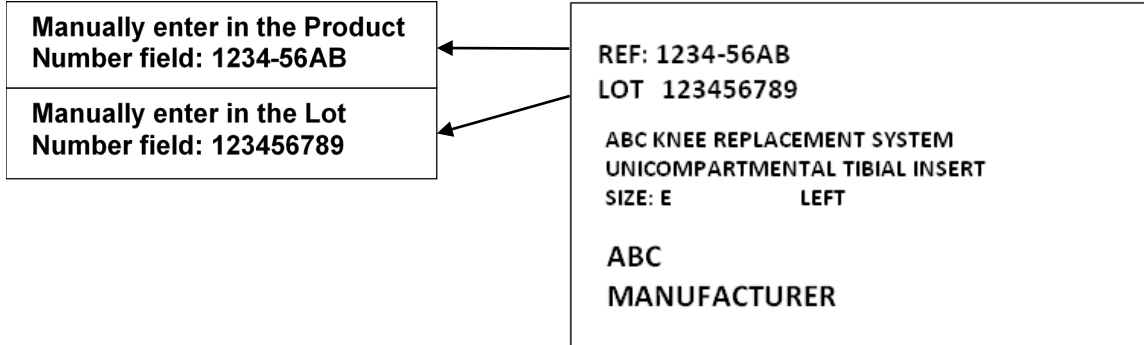 Manually enter in the Product
Number field: 1234-56AB
Manually enter in the Lot
Number field: 123456789
REF: 1234-56AB
LOT 123456789
ABC KNEE REPLACEMENT SYSTEM
UNICOMPARTMENTAL TIBIAL INSERT
SIZE: E LEFT
ABC
MANUFACTURER